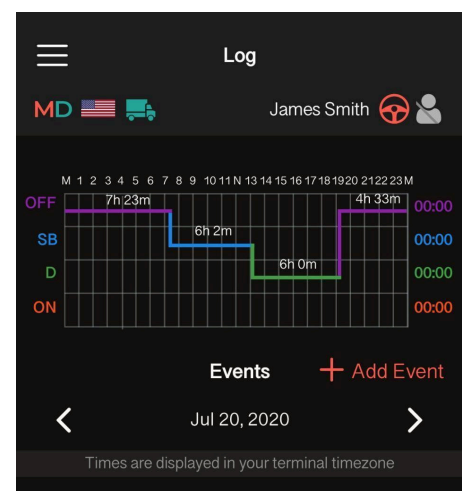 Log
MD James Smith
M 1 2 3 4 5 6 7 8 9 10 11 N 13 14 15 16 17 18 19 20 21 22 23 M
OFF 7h 23m 4h 33m 00:00
SB 6h 2m 00:00
D 6h 0m 00:00
ON 00:00
Events + Add Event
Jul 20, 2020
Times are displayed in your terminal timezone